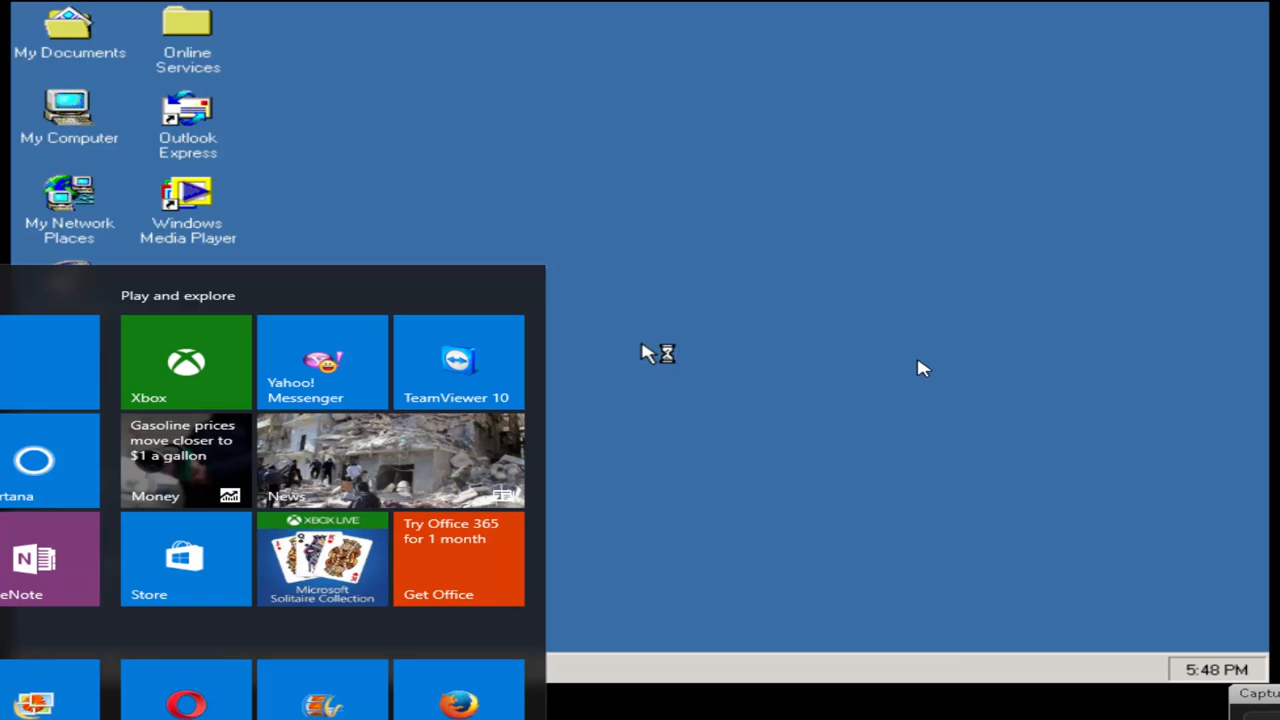 My Documents
Online
Services
My Computer
Outlook
Express
My Network
Places
Windows
Media Player
Play and explore
Xbox
Yahoo!
Messenger
TeamViewer 10
rtana
Gasoline prices
move closer to
$1 a gallon
Money
News
eNote
Store
XBOX LIVE
Microsoft
Solitaire Collection
Try Office 365
for 1 month
Get Office
5:48 PM
Captu